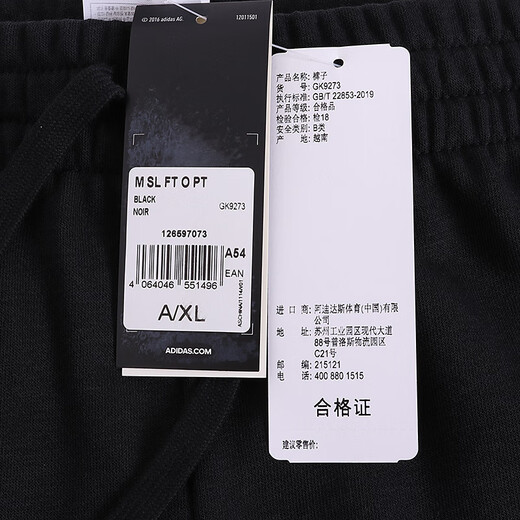 © 2016 adidas AG.
12011501
M SL FT O PT
BLACK
NOIR
GK9273
126597073
A54
EAN
4 064046 551496
ASCHINA1114W01
A/XL
ADIDAS.COM
产品名称: 裤子
货 号: GK9273
执行标准: GB/T 22853-2019
产品等级: 合格品
检验合格: 检18
安全类别: B类
产 地: 越南
进 口 商: 阿迪达斯体育(中国)有限
公司
地 址: 苏州工业园区现代大道
88号普洛斯物流园区
C21号
邮 编: 215121
电 话: 400 880 1515
合格证
建议零售价: